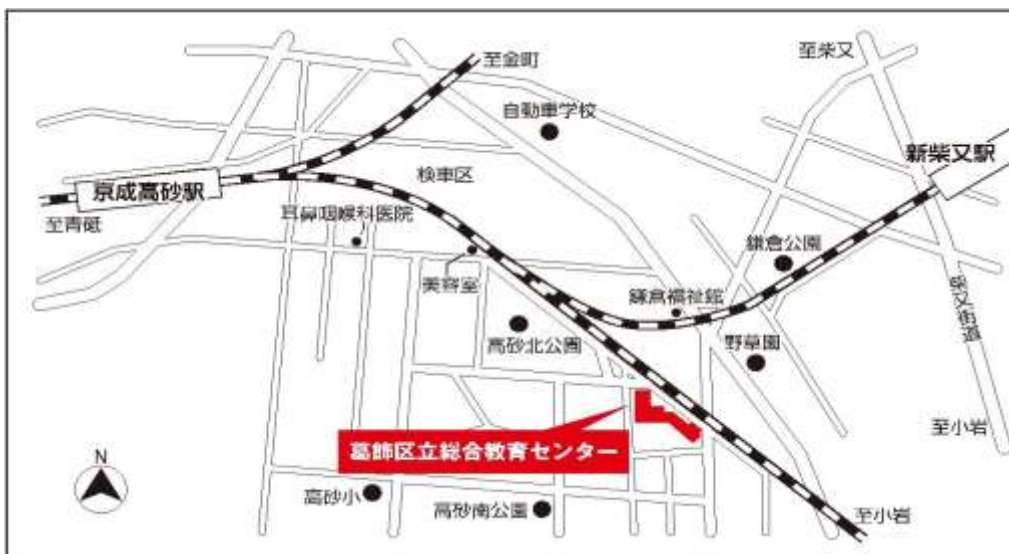 至金町
至柴又
自動車学校
新柴又駅
検車区
京成高砂駅
至青砥
耳鼻咽喉科医院
鎌倉公園
美容室
鎌倉福祉館
柴又街道
高砂北公園
野草園
至小岩
葛飾区立総合教育センター
N
高砂小
高砂南公園
至小岩